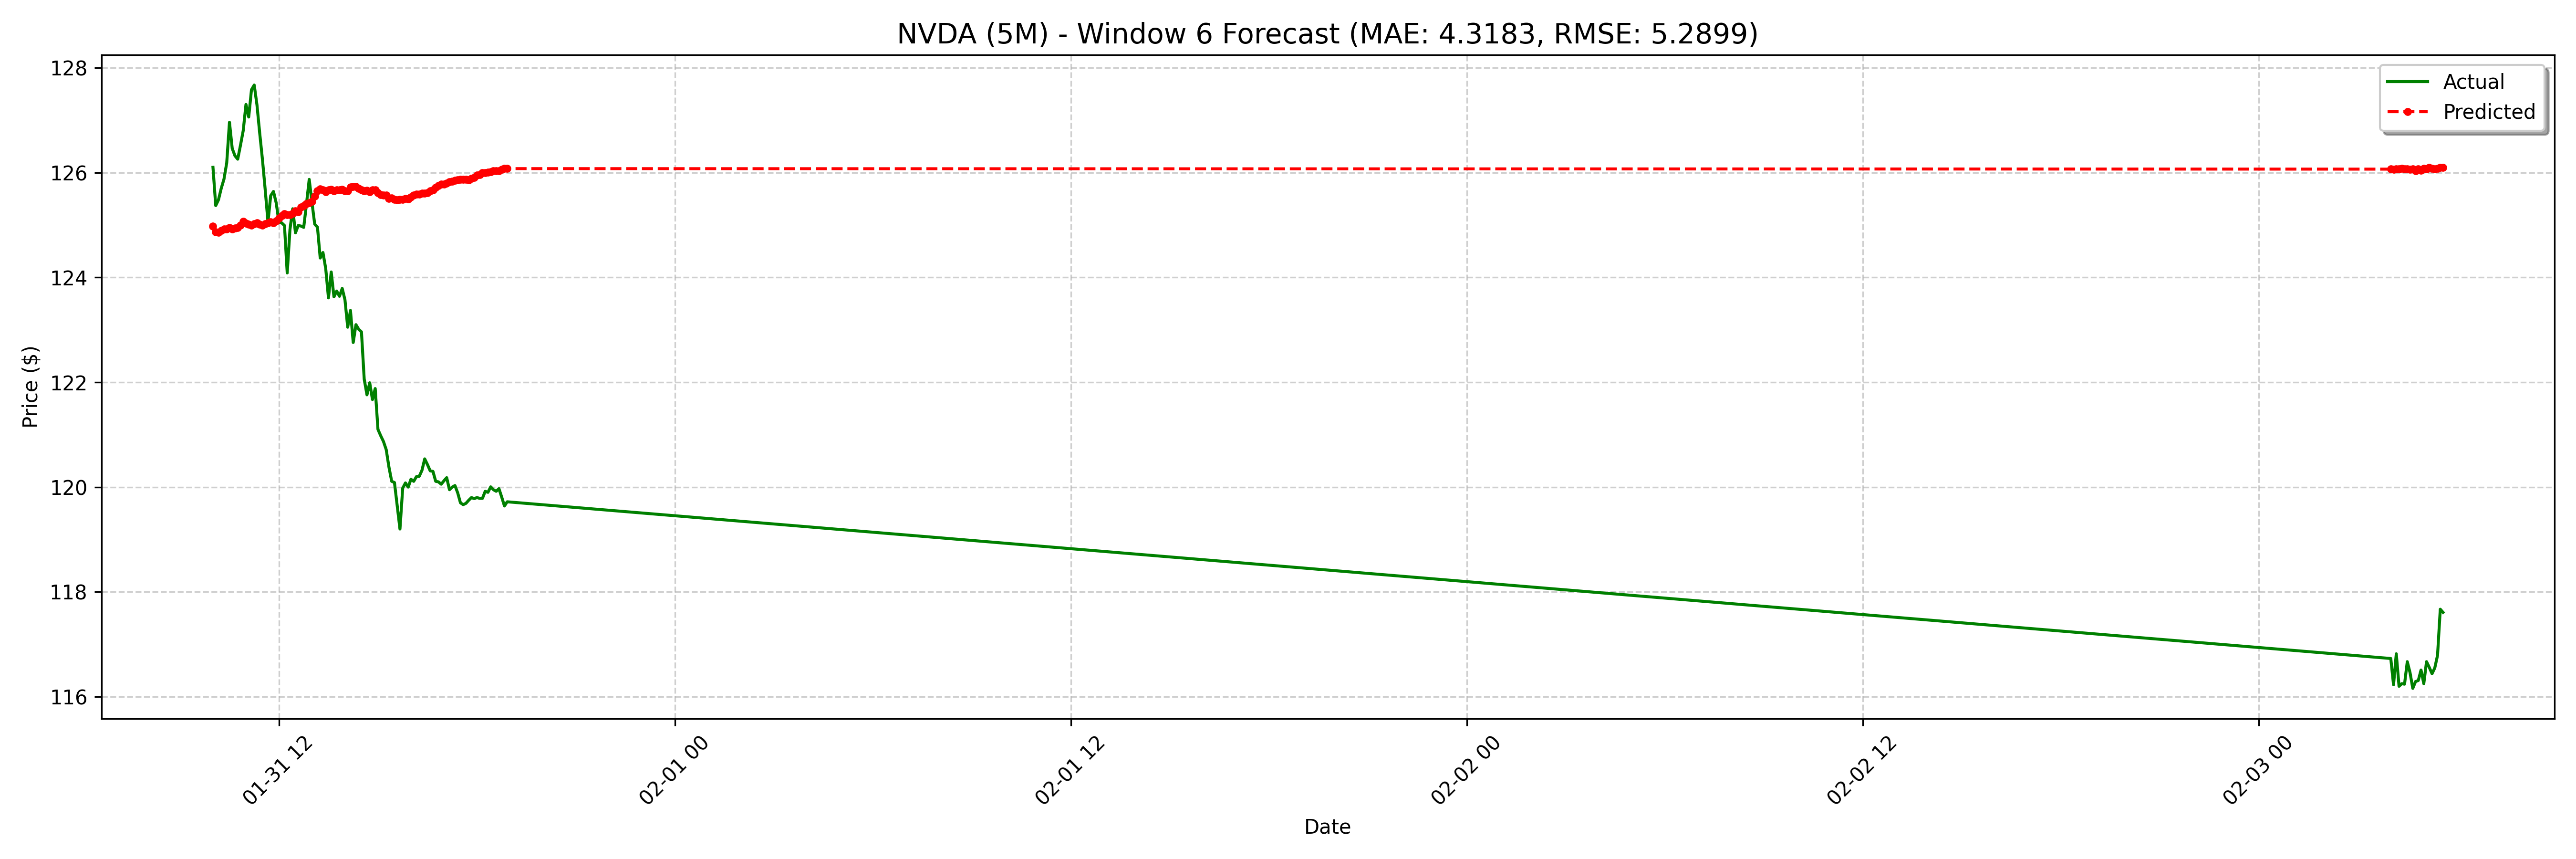 NVDA (5M) - Window 6 Forecast (MAE: 4.3183, RMSE: 5.2899)
Actual
Predicted
Price ($)
128
126
124
122
120
118
116
01-31 12
02-01 00
02-01 12
02-02 00
02-02 12
02-03 00
Date